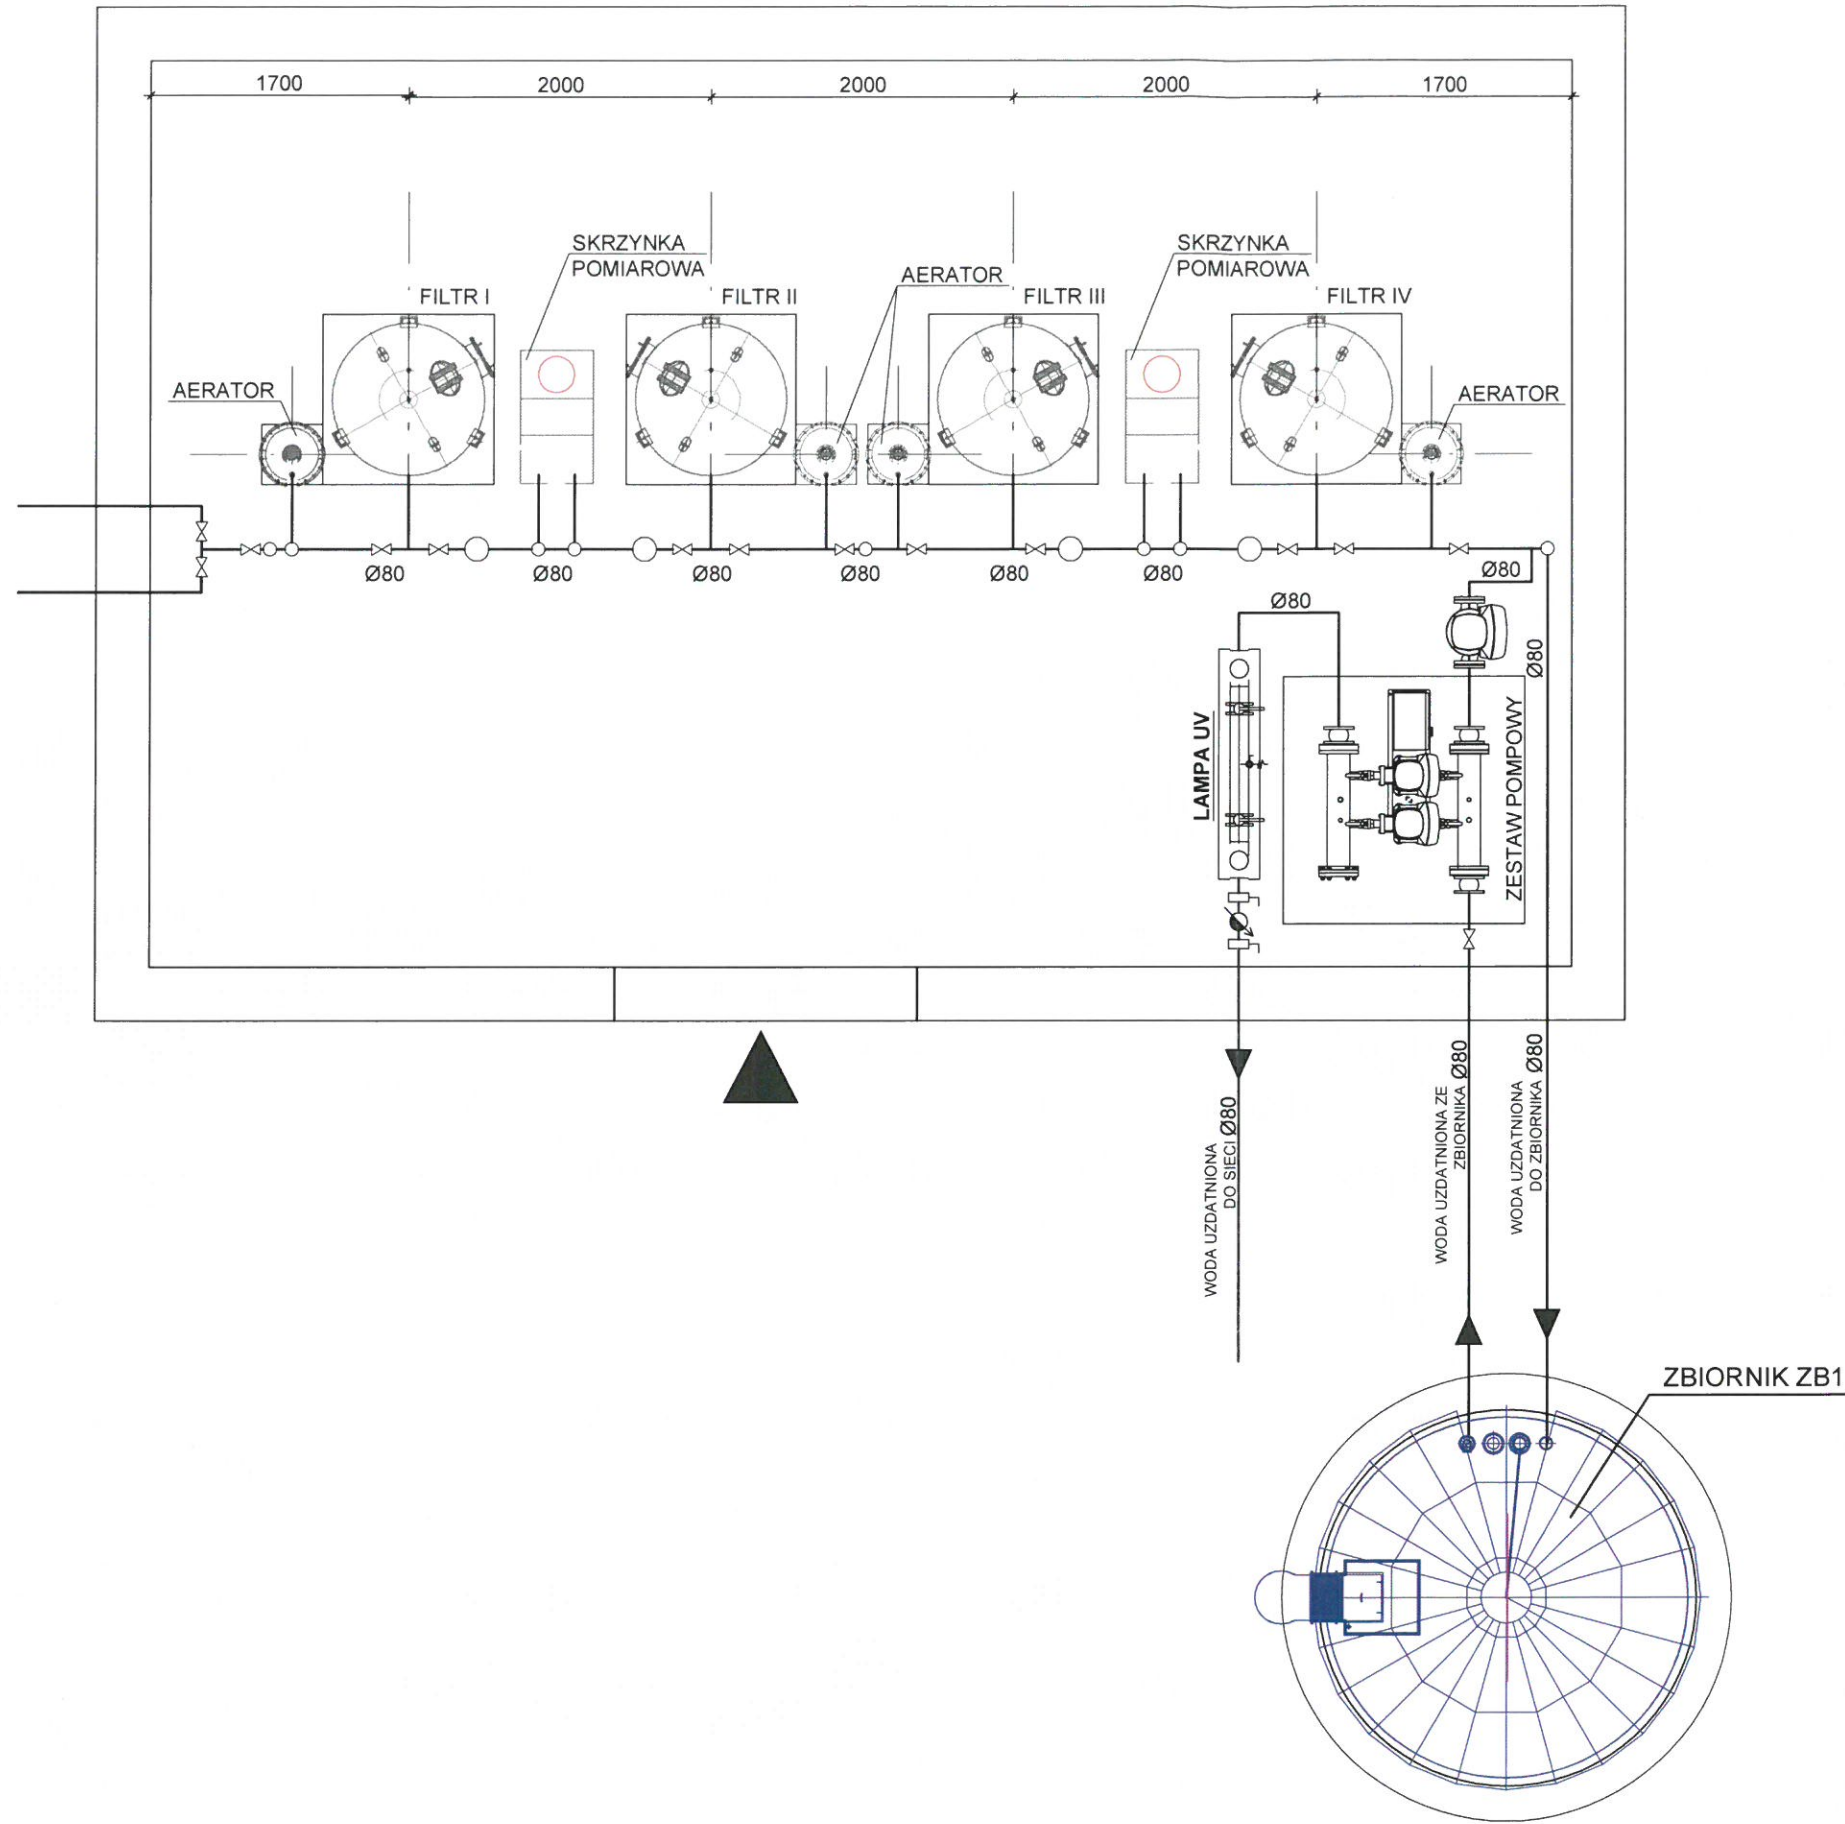 1700
2000
2000
2000
1700
SKRZYNKA
POMIAROWA
SKRZYNKA
POMIAROWA
AERATOR
FILTR I
FILTR II
FILTR III
FILTR IV
AERATOR
AERATOR
Ø80
Ø80
Ø80
Ø80
Ø80
Ø80
Ø80
Ø80
Ø80
LAMPA UV
ZESTAW POMPOWY
WODA UZDATNIONA
DO SIECI Ø80
WODA UZDATNIONA ZE
ZBIORNIKA Ø80
WODA UZDATNIONA
DO ZBIORNIKA Ø80
ZBIORNIK ZB1